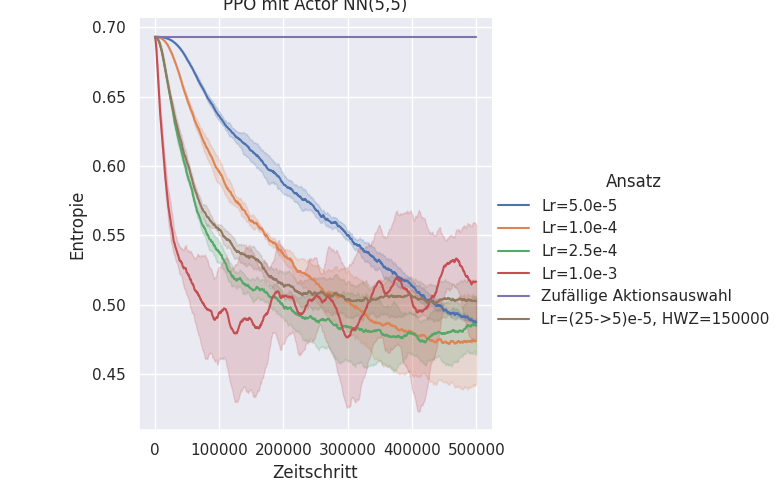 PPO mit Actor NN(5,5)
0.70
0.65
0.60
0.55
0.50
0.45
Entropie
0 100000 200000 300000 400000 500000
Zeitschritt
Ansatz
Lr=5.0e-5
Lr=1.0e-4
Lr=2.5e-4
Lr=1.0e-3
Zufällige Aktionsauswahl
Lr=(25->5)e-5, HWZ=150000